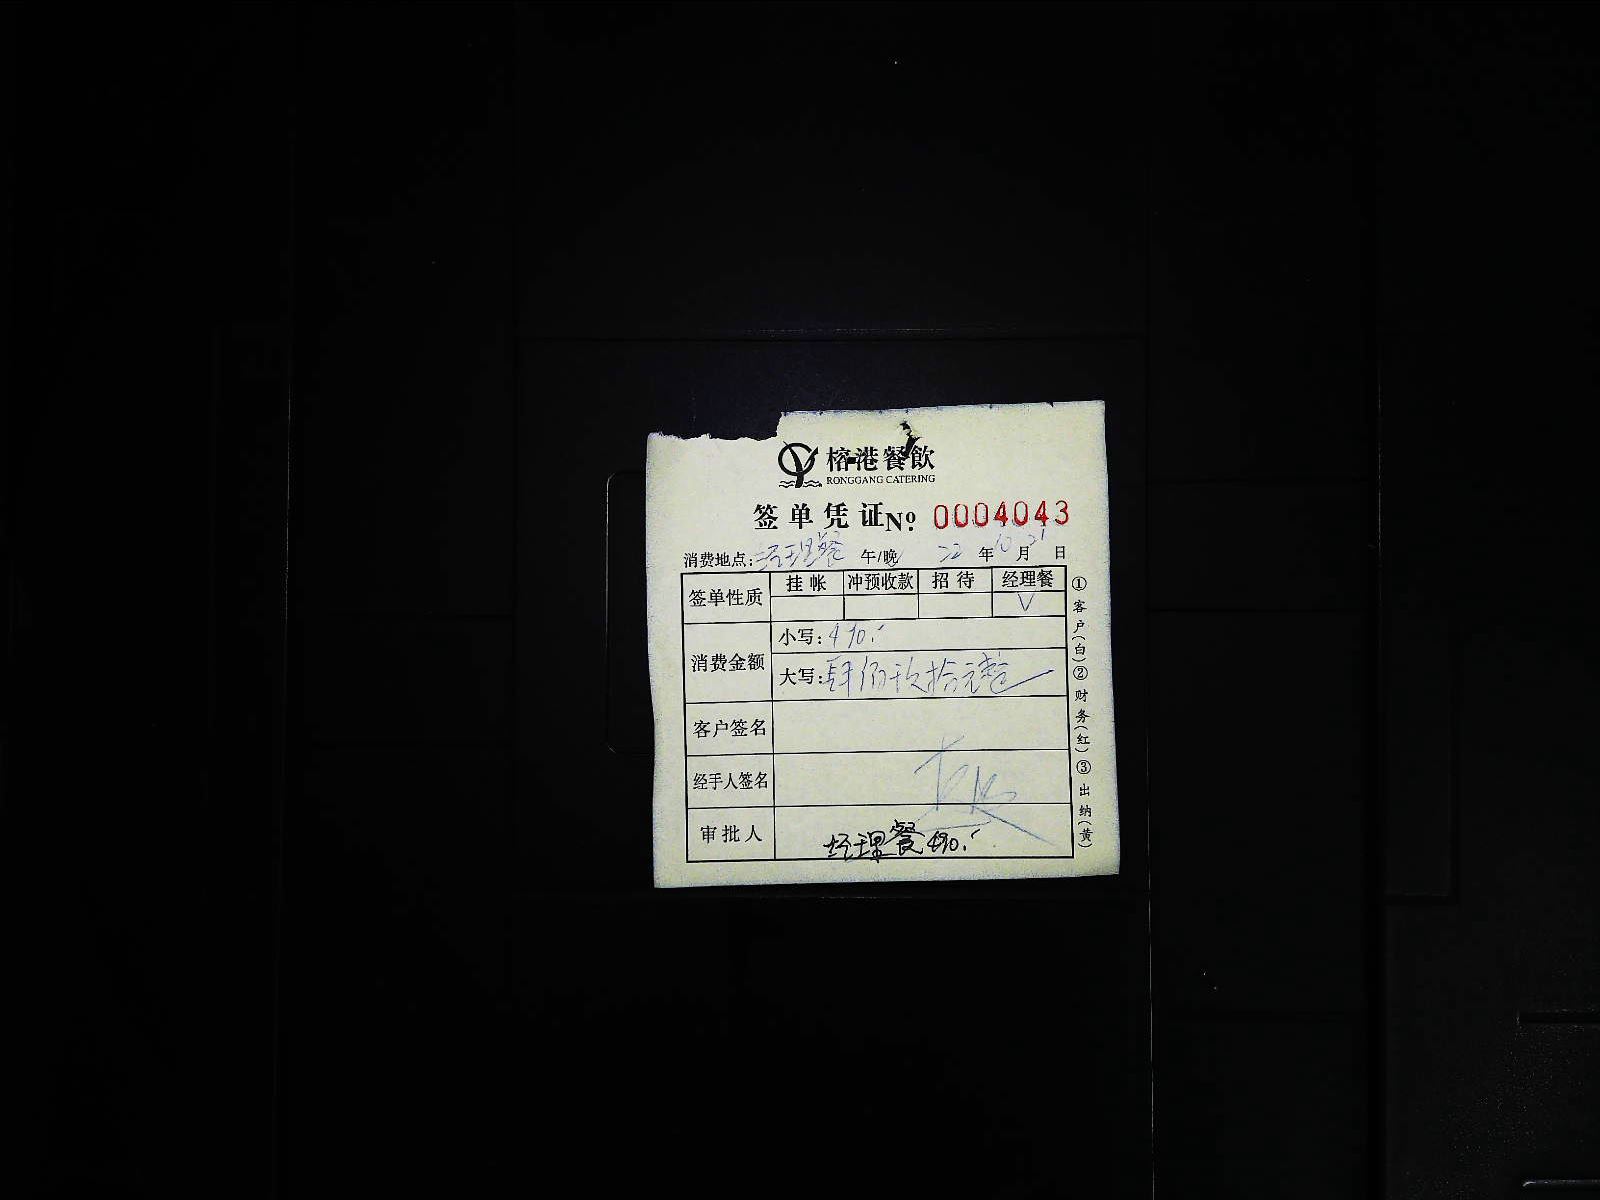 榕港餐飲
RONGGANG CATERING
签单凭证 No. 0004043
消费地点: 经理餐 午/晚 22 年 10 月 21 日
签单性质 挂帐 冲预收款 招待 经理餐
√
消费金额 小写: 490.-
大写: 肆佰玖拾元整
客户签名
经手人签名
审批人 经理餐 490.-
①客户(白)②财务(红)③出纳(黄)